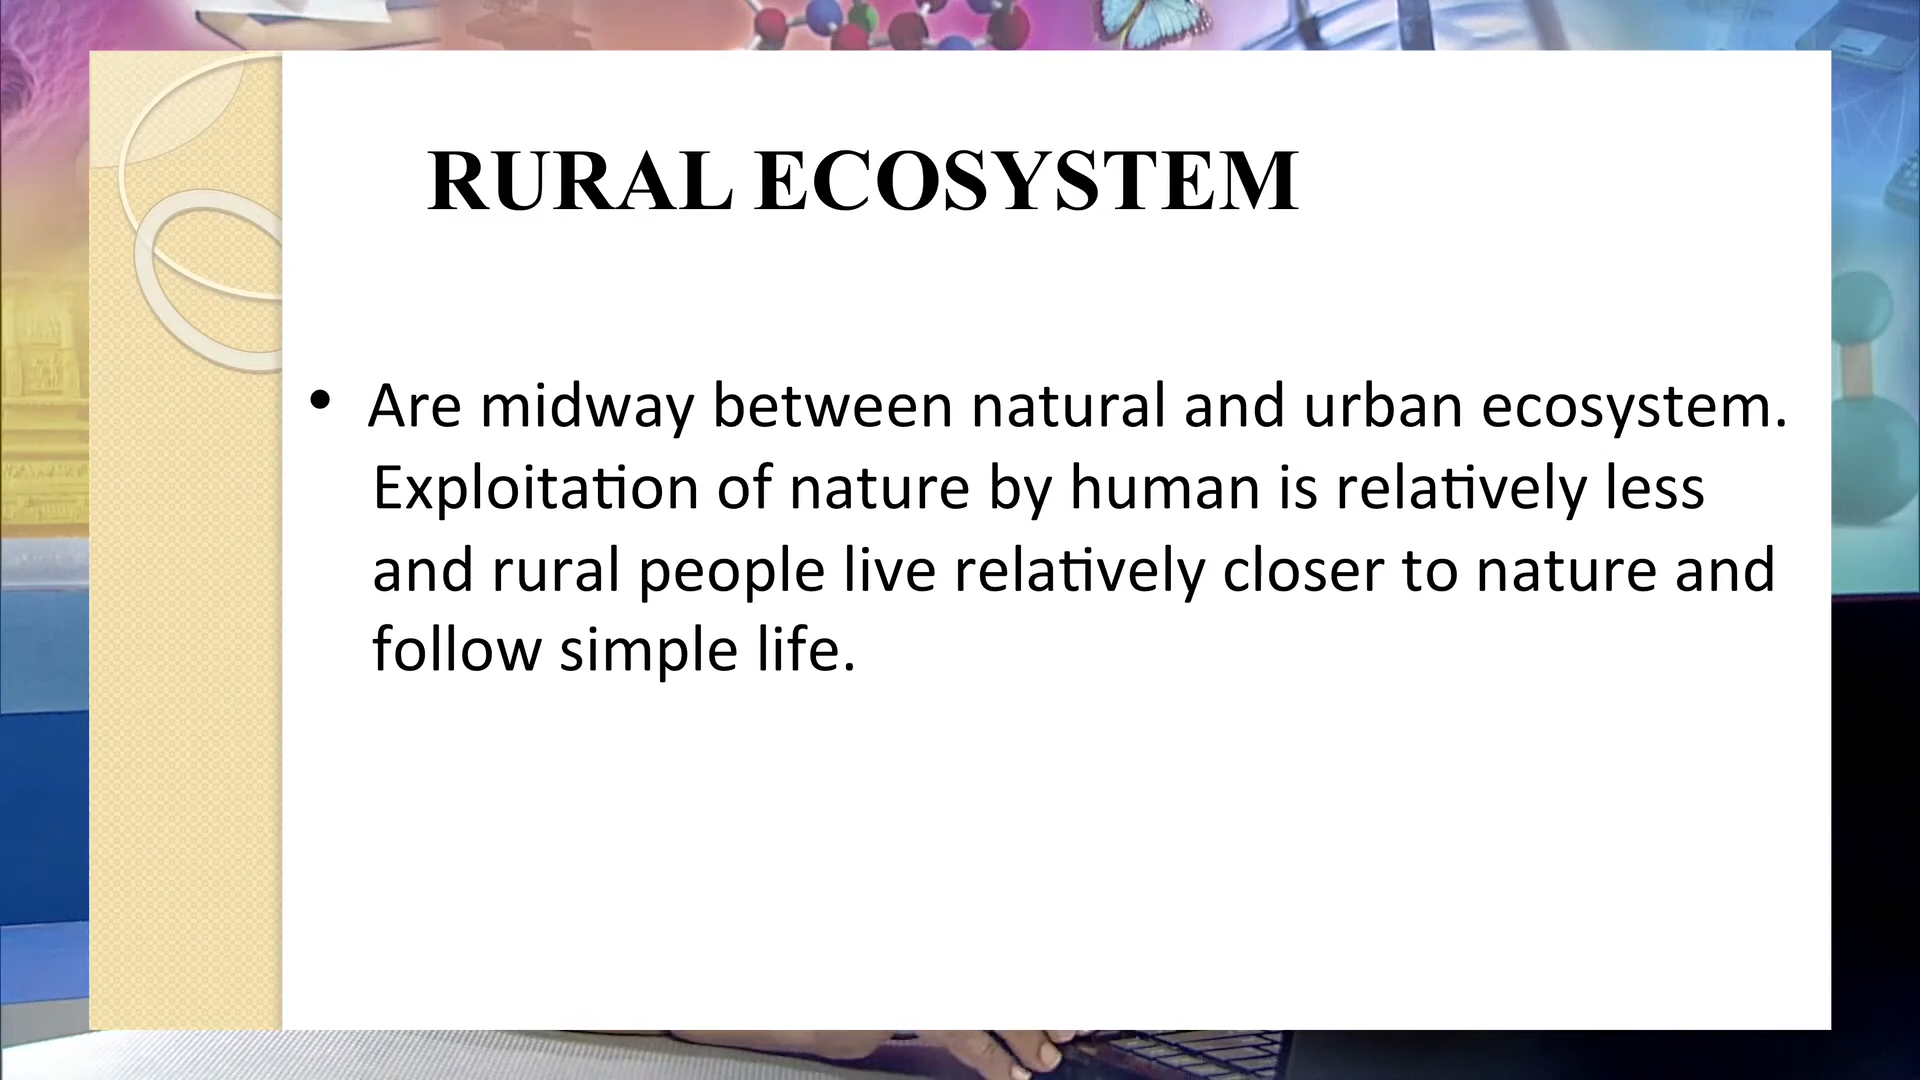 RURAL ECOSYSTEM
• Are midway between natural and urban ecosystem.
Exploitation of nature by human is relatively less
and rural people live relatively closer to nature and
follow simple life.